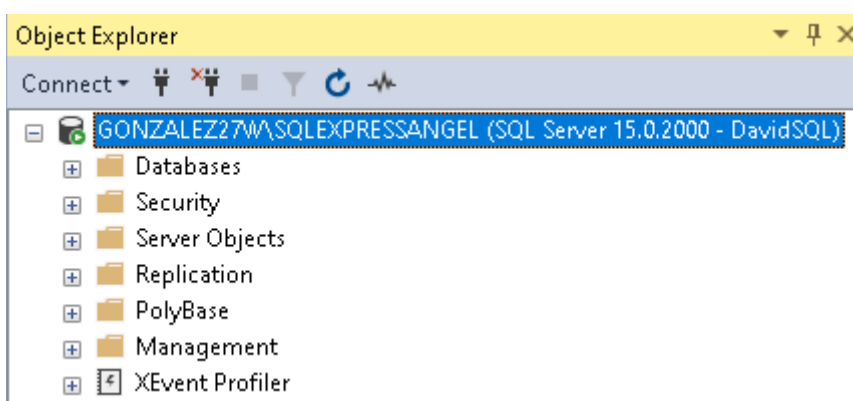 Object Explorer
Connect
GONZALEZ27W\SQLEXPRESSANGEL (SQL Server 15.0.2000 - DavidSQL)
Databases
Security
Server Objects
Replication
PolyBase
Management
XEvent Profiler